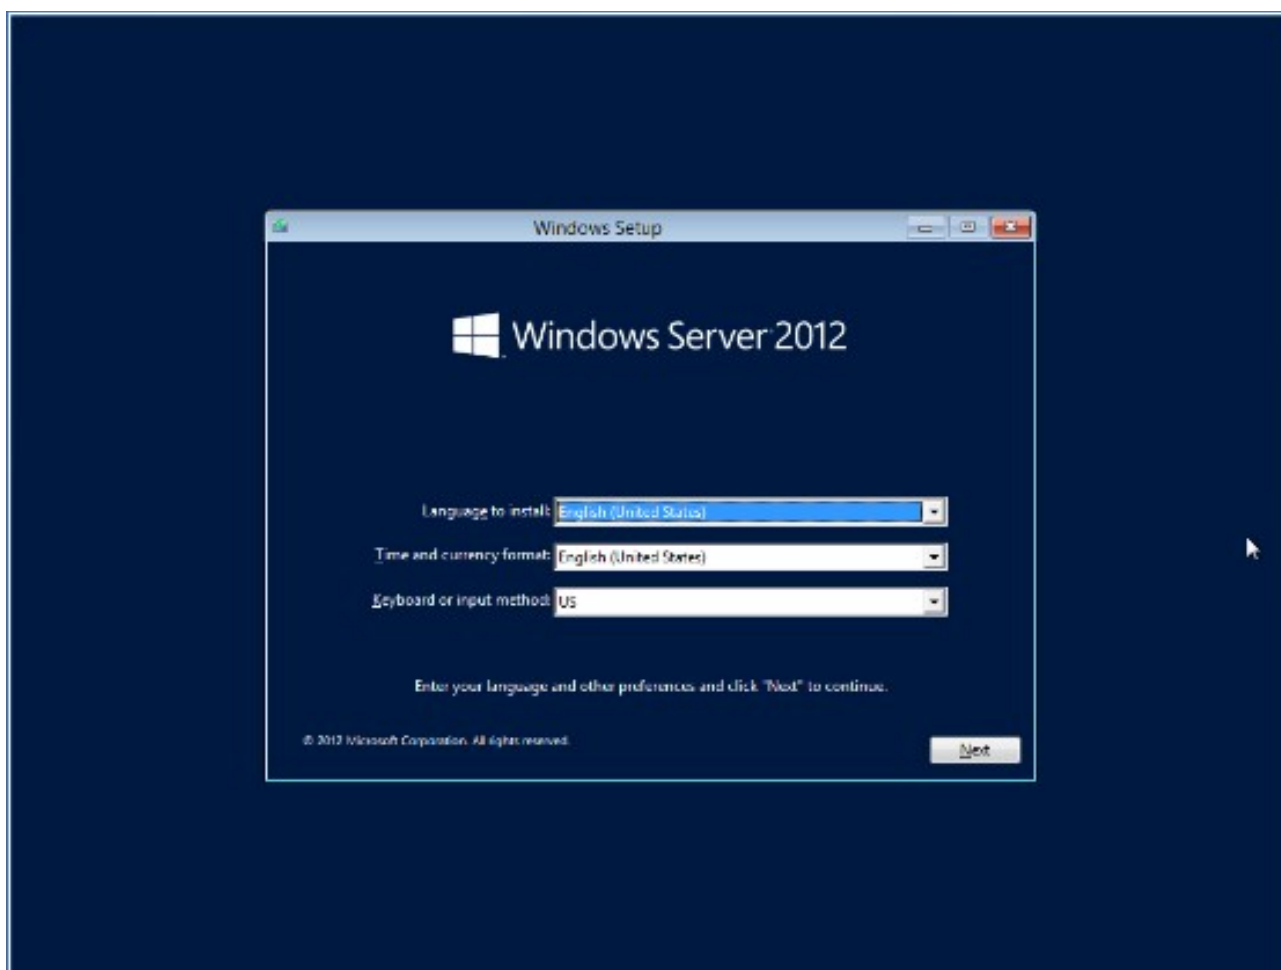 Windows Setup
Windows Server 2012
Language to install: English (United States)
Time and currency format: English (United States)
Keyboard or input method: US
Enter your language and other preferences and click "Next" to continue.
© 2012 Microsoft Corporation. All rights reserved.
Next